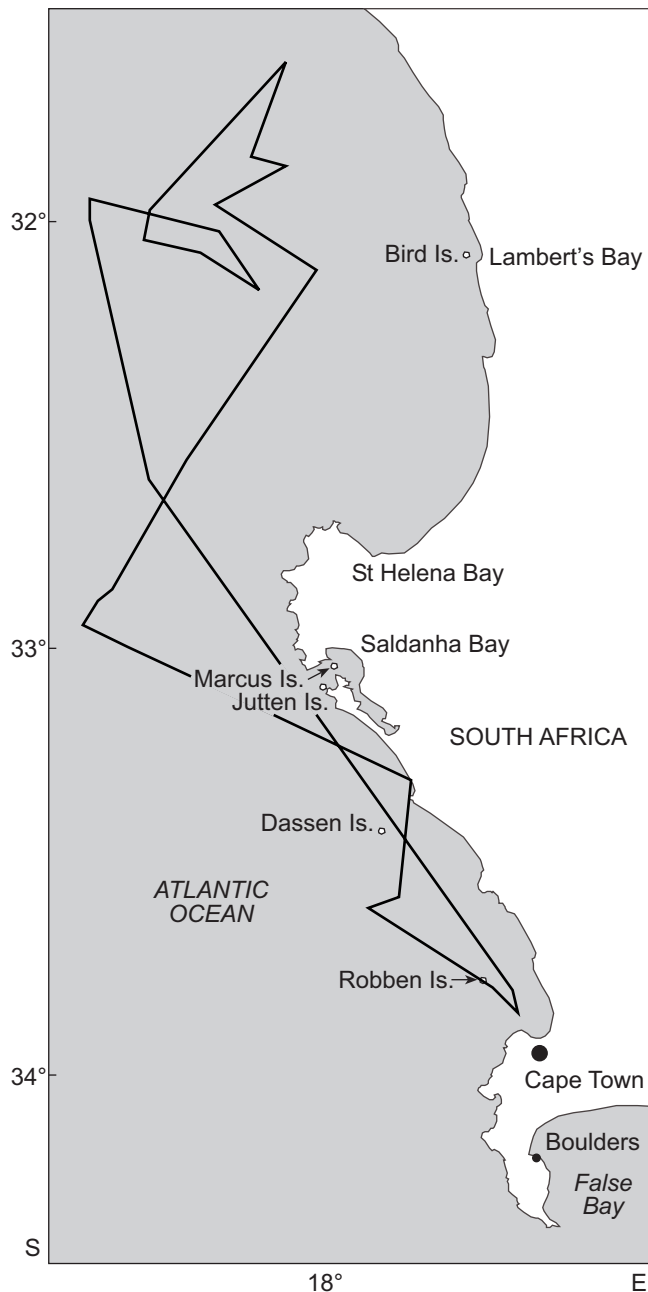 32°
Bird Is.
Lambert's Bay
St Helena Bay
33°
Saldanha Bay
Marcus Is.
Jutten Is.
SOUTH AFRICA
Dassen Is.
ATLANTIC
OCEAN
Robben Is.
34°
Cape Town
Boulders
False
Bay
S
18°
E